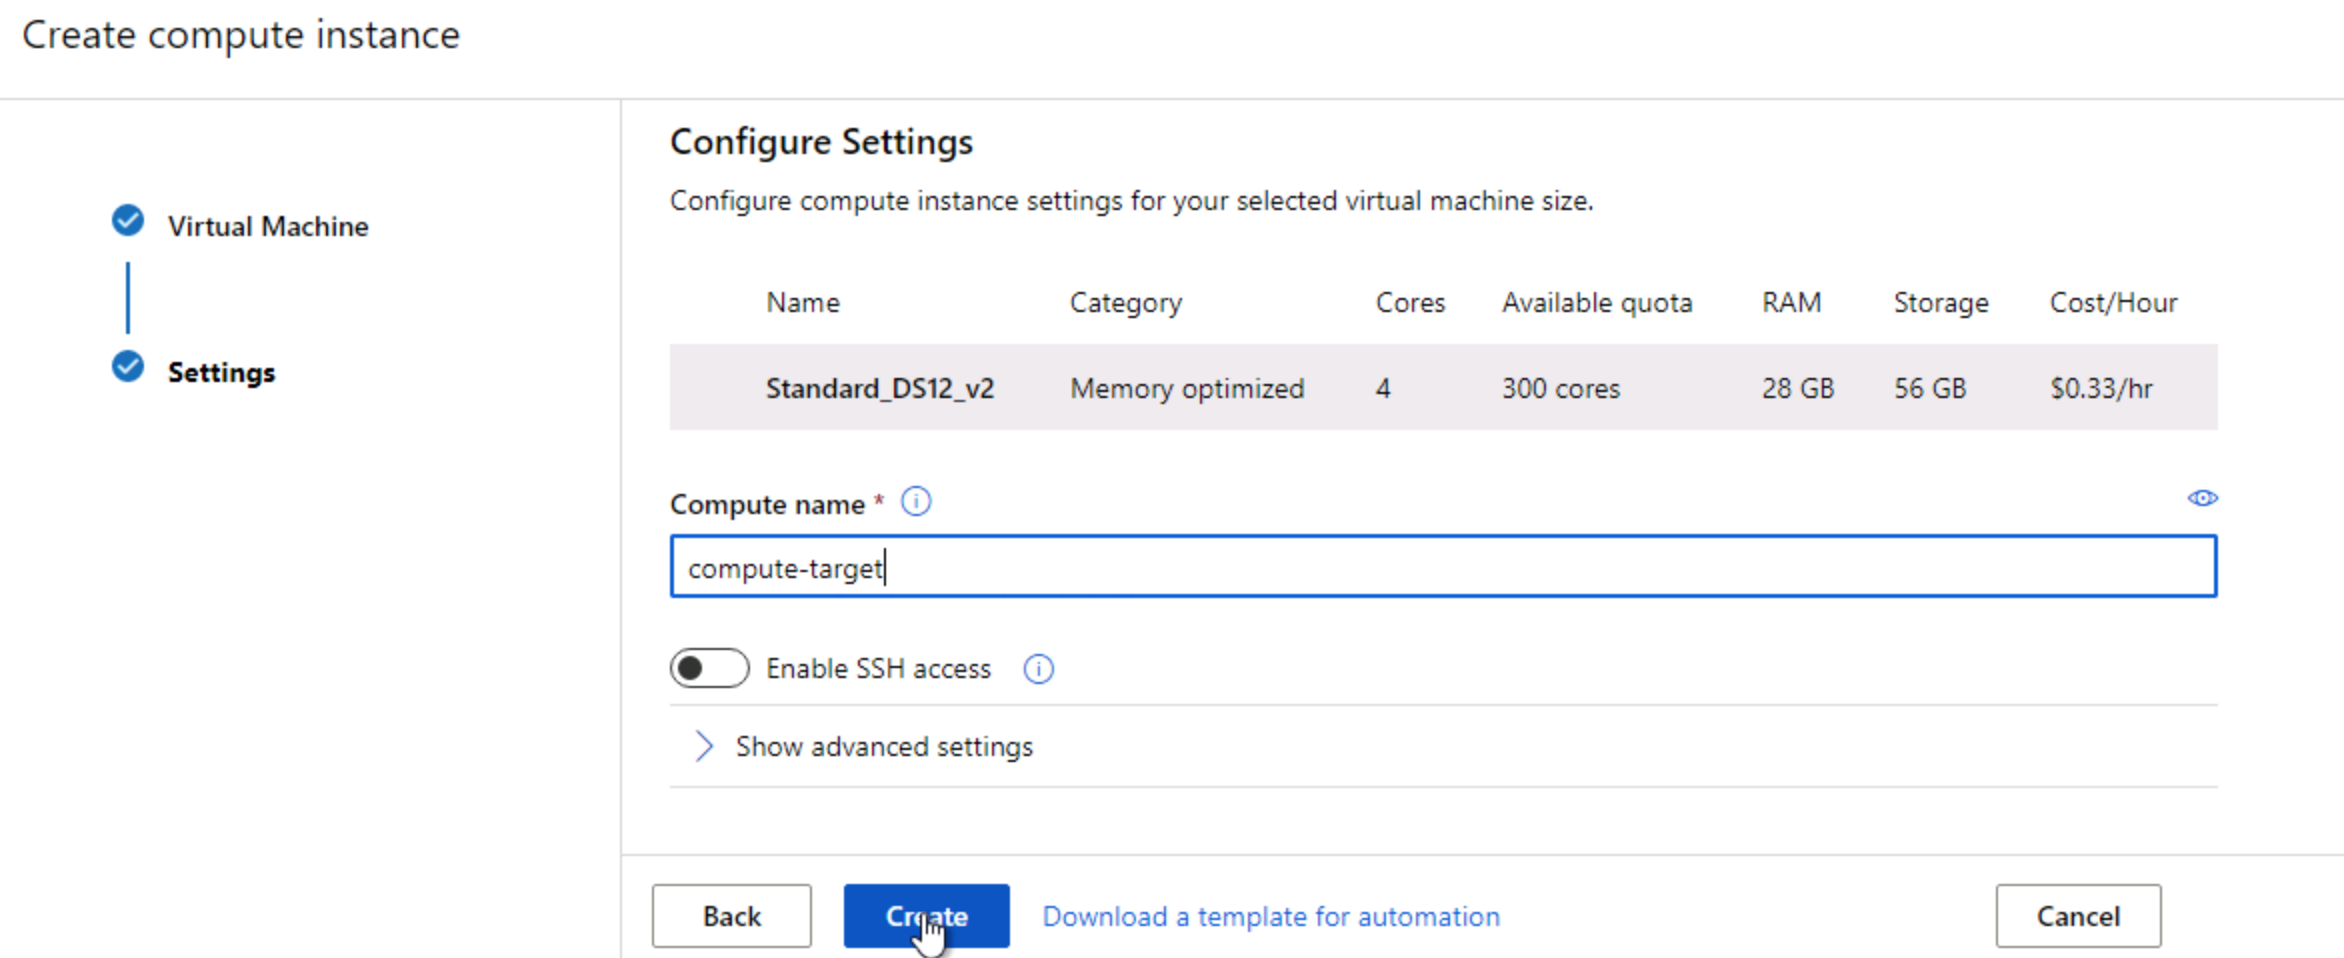 Create compute instance
Virtual Machine
Settings
Configure Settings
Configure compute instance settings for your selected virtual machine size.
Name Category Cores Available quota RAM Storage Cost/Hour
Standard_DS12_v2 Memory optimized 4 300 cores 28 GB 56 GB $0.33/hr
Compute name *
compute-target
Enable SSH access
Show advanced settings
Back Create Download a template for automation Cancel